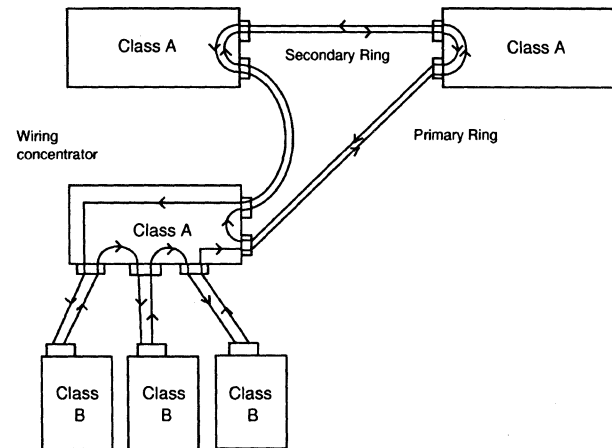 Class A
Class A
Secondary Ring
Wiring
concentrator
Primary Ring
Class A
Class
B
Class
B
Class
B